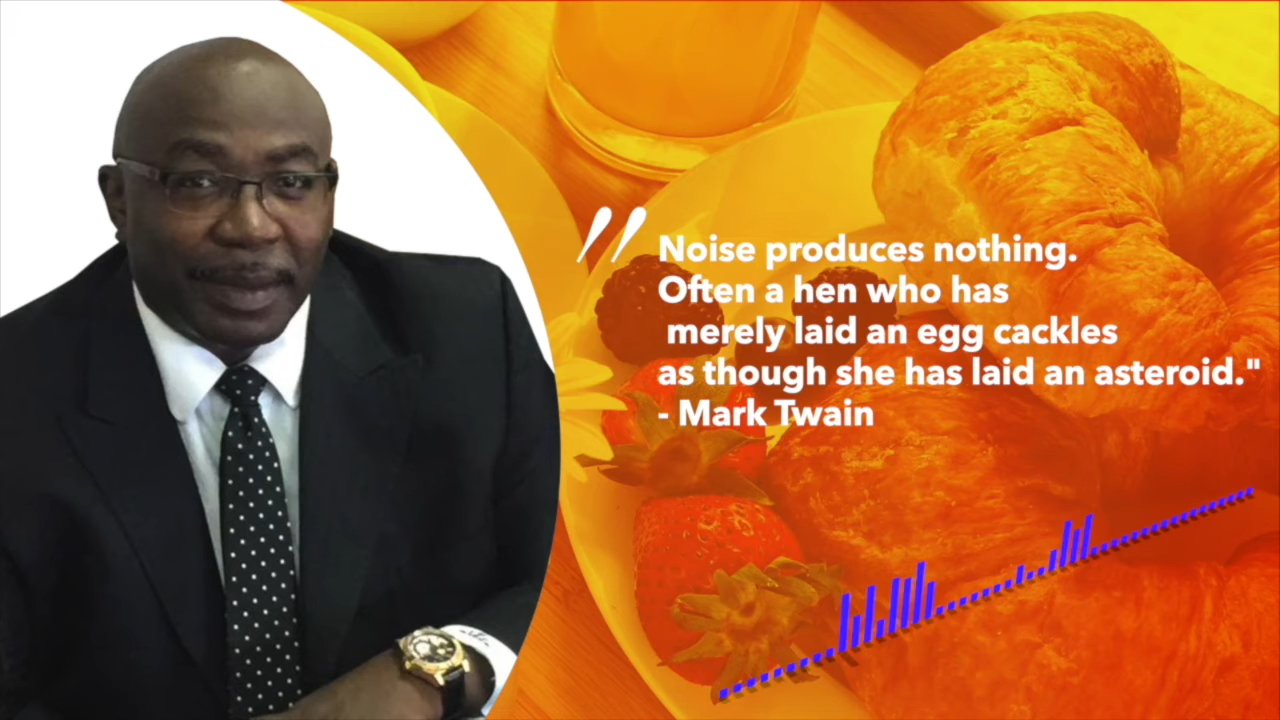 "Noise produces nothing.
Often a hen who has
merely laid an egg cackles
as though she has laid an asteroid."
- Mark Twain